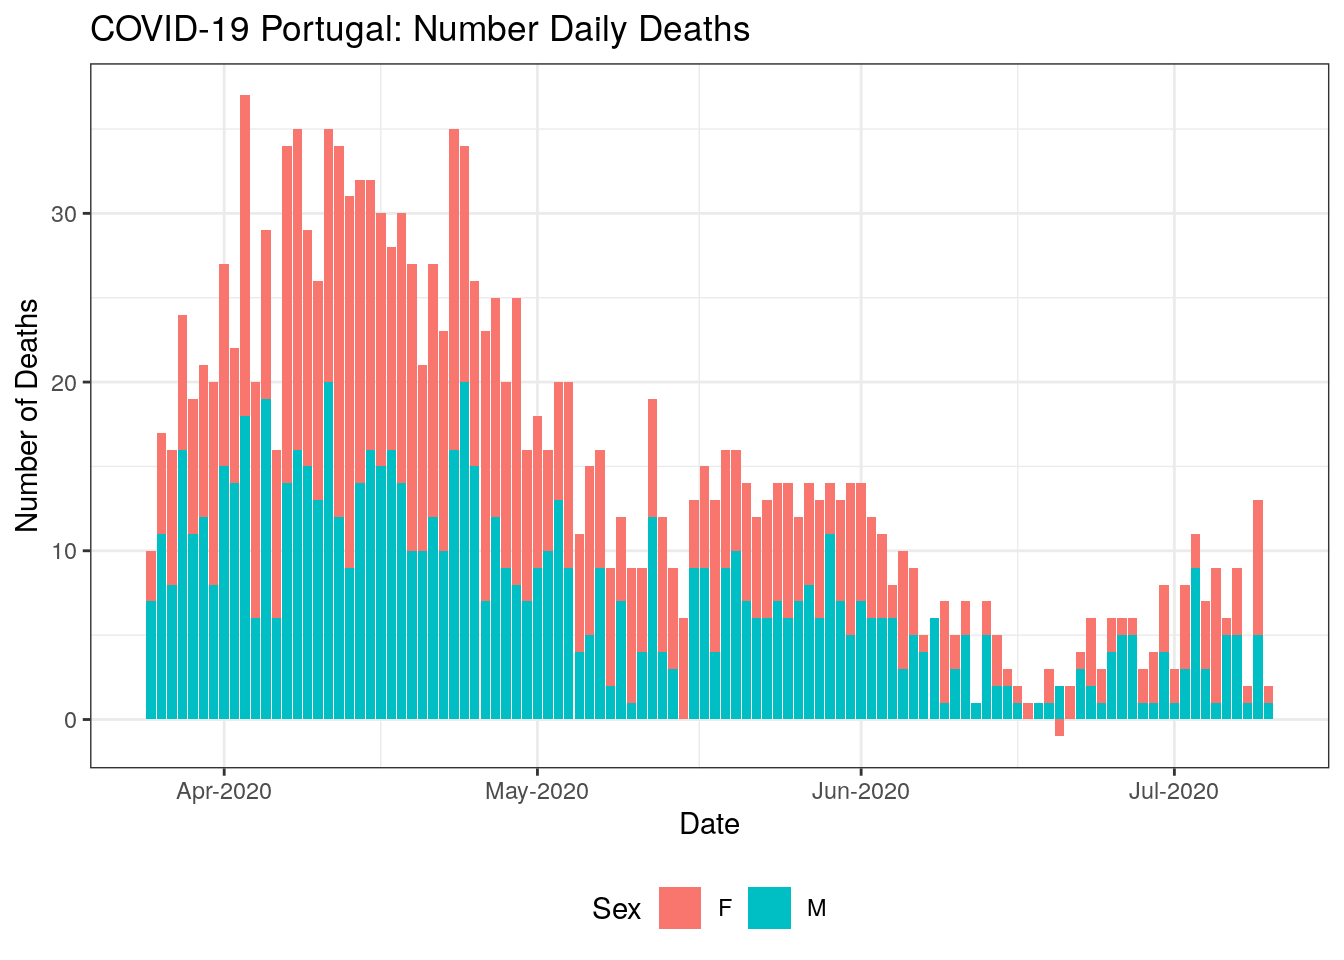 COVID-19 Portugal: Number Daily Deaths
Number of Deaths
30
20
10
0
Apr-2020 May-2020 Jun-2020 Jul-2020
Date
Sex F M